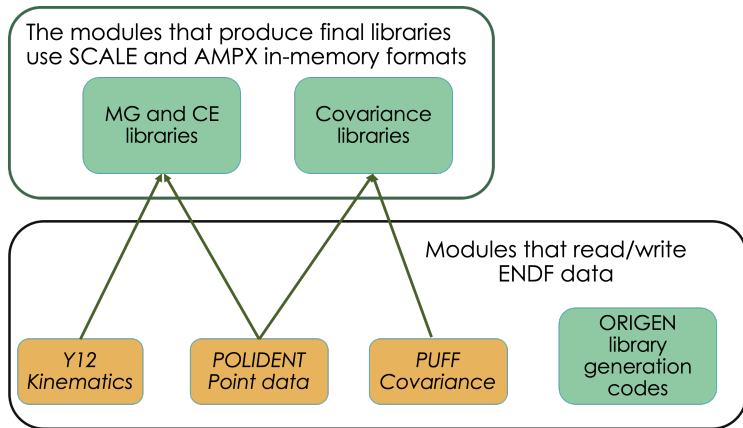 The modules that produce final libraries
use SCALE and AMPX in-memory formats
MG and CE
libraries
Covariance
libraries
Modules that read/write
ENDF data
Y12
Kinematics
POLIDENT
Point data
PUFF
Covariance
ORIGEN
library
generation
codes